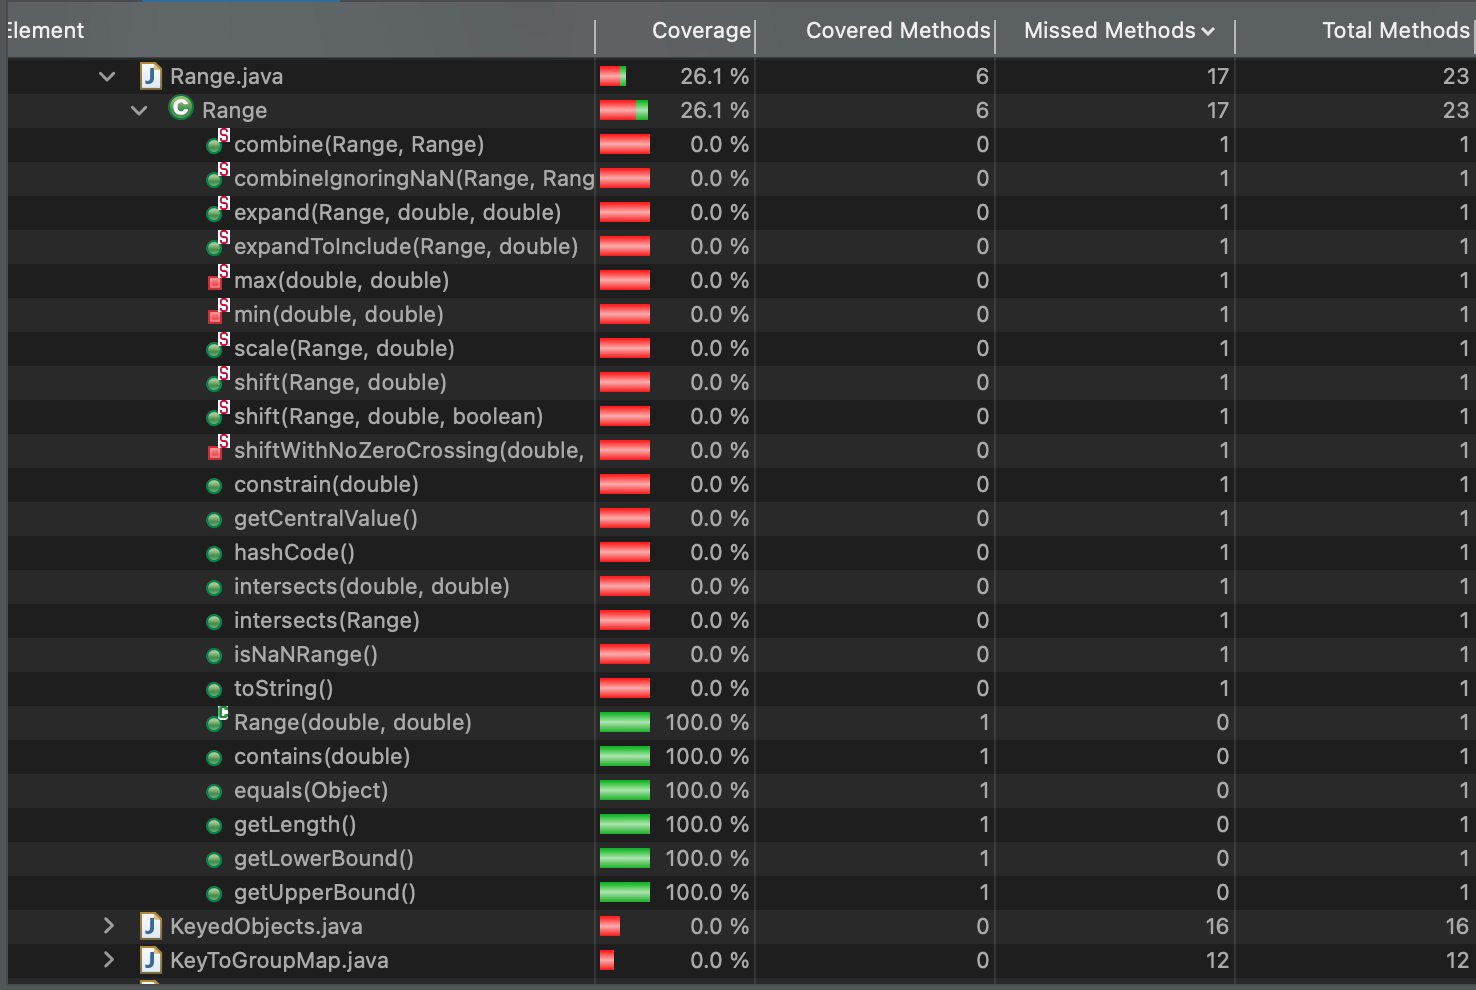 Element Coverage Covered Methods Missed Methods Total Methods
J Range.java 26.1 % 6 17 23
C Range 26.1 % 6 17 23
S combine(Range, Range) 0.0 % 0 1 1
S combineIgnoringNaN(Range, Rang 0.0 % 0 1 1
S expand(Range, double, double) 0.0 % 0 1 1
S expandToInclude(Range, double) 0.0 % 0 1 1
S max(double, double) 0.0 % 0 1 1
S min(double, double) 0.0 % 0 1 1
S scale(Range, double) 0.0 % 0 1 1
S shift(Range, double) 0.0 % 0 1 1
S shift(Range, double, boolean) 0.0 % 0 1 1
S shiftWithNoZeroCrossing(double, 0.0 % 0 1 1
constrain(double) 0.0 % 0 1 1
getCentralValue() 0.0 % 0 1 1
hashCode() 0.0 % 0 1 1
intersects(double, double) 0.0 % 0 1 1
intersects(Range) 0.0 % 0 1 1
isNaNRange() 0.0 % 0 1 1
toString() 0.0 % 0 1 1
C Range(double, double) 100.0 % 1 0 1
contains(double) 100.0 % 1 0 1
equals(Object) 100.0 % 1 0 1
getLength() 100.0 % 1 0 1
getLowerBound() 100.0 % 1 0 1
getUpperBound() 100.0 % 1 0 1
J KeyedObjects.java 0.0 % 0 16 16
J KeyToGroupMap.java 0.0 % 0 12 12